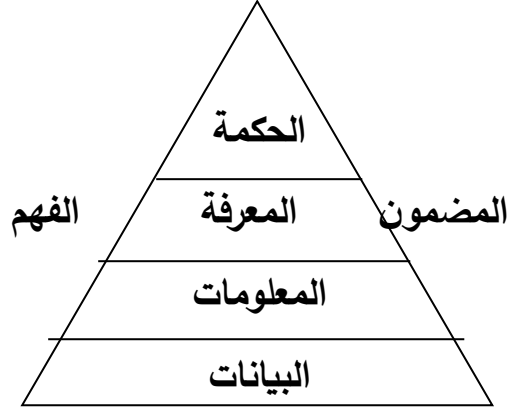 الحكمة
المضمون المعرفة الفهم
المعلومات
البيانات